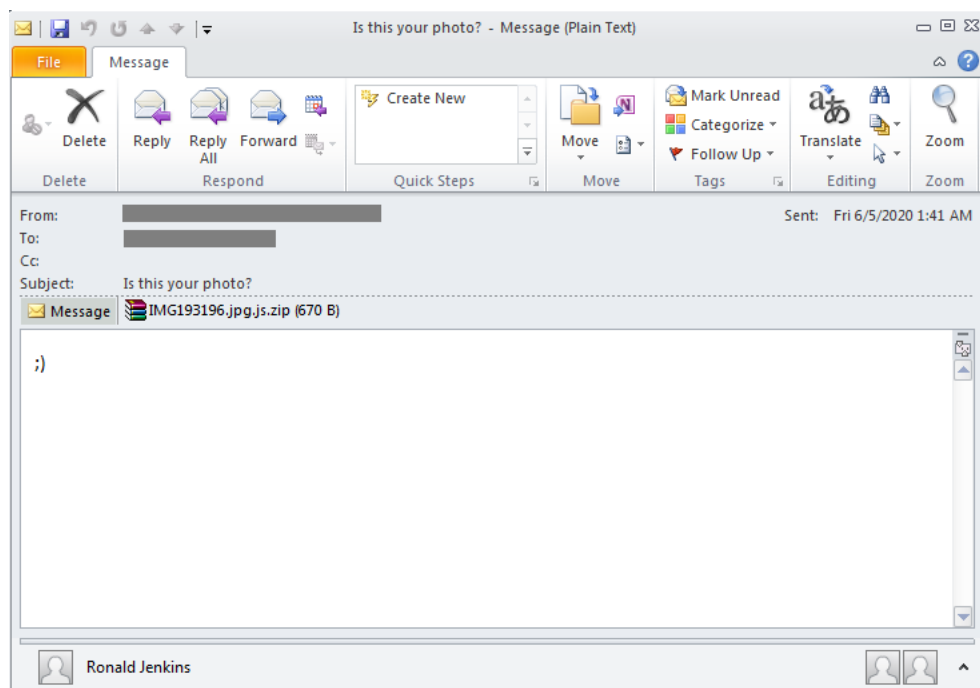 Is this your photo? - Message (Plain Text)
File Message
Delete Reply Reply All Forward Create New Move Mark Unread Categorize Follow Up Translate Zoom
Delete Respond Quick Steps Move Tags Editing Zoom
From: Sent: Fri 6/5/2020 1:41 AM
To:
Cc:
Subject: Is this your photo?
Message IMG193196.jpg.js.zip (670 B)
;)
Ronald Jenkins